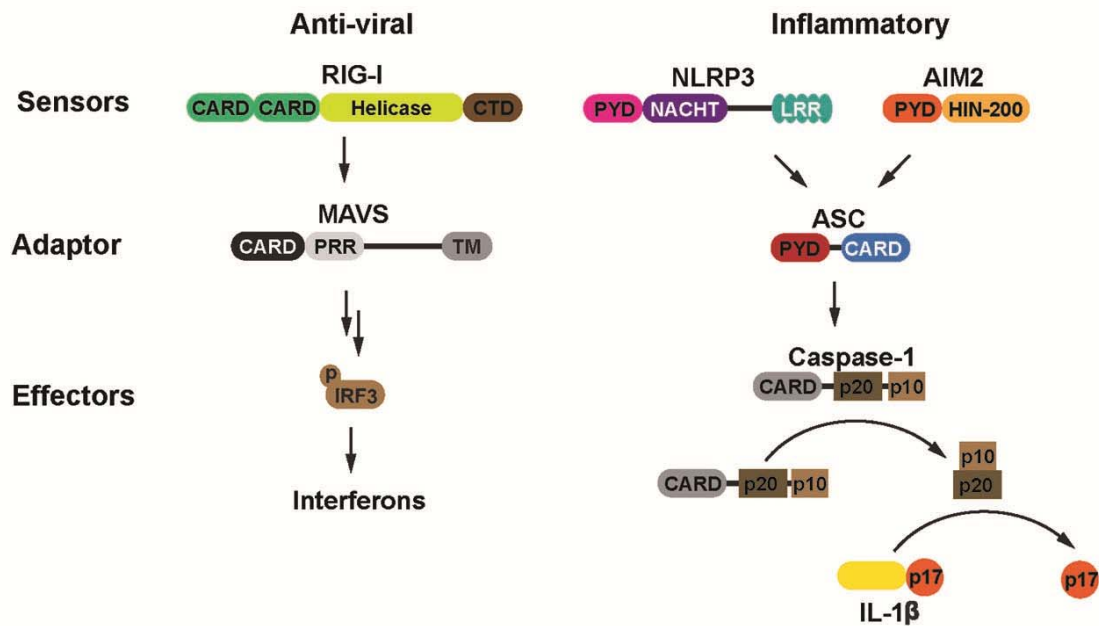 Anti-viral Inflammatory
RIG-I NLRP3 AIM2
Sensors CARD CARD Helicase CTD PYD NACHT LRR PYD HIN-200
MAVS ASC
Adaptor CARD PRR TM PYD CARD
Caspase-1
p
Effectors IRF3 CARD p20 p10
p10
CARD p20 p10 p20
Interferons
p17 p17
IL-1β